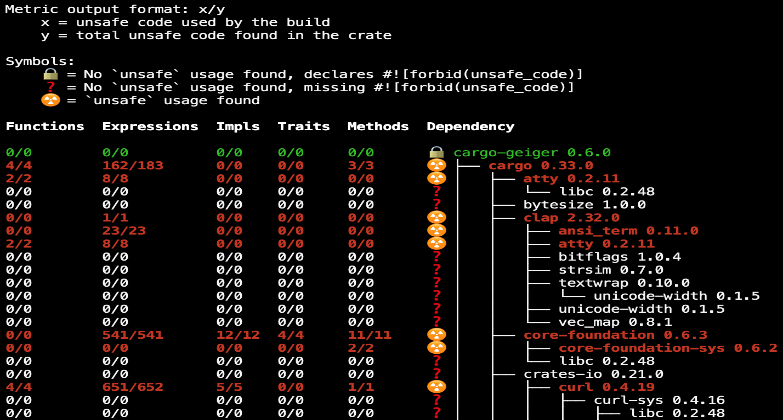 Metric output format: x/y
x = unsafe code used by the build
y = total unsafe code found in the crate
Symbols:
🔒 = No `unsafe` usage found, declares #![forbid(unsafe_code)]
? = No `unsafe` usage found, missing #![forbid(unsafe_code)]
☢ = `unsafe` usage found
Functions Expressions Impls Traits Methods Dependency
0/0 0/0 0/0 0/0 0/0 🔒 cargo-geiger 0.6.0
4/4 162/183 0/0 0/0 3/3 ☢ ├── cargo 0.33.0
2/2 8/8 0/0 0/0 0/0 ☢ │ ├── atty 0.2.11
0/0 0/0 0/0 0/0 0/0 ? │ │ └── libc 0.2.48
0/0 0/0 0/0 0/0 0/0 ? │ ├── bytesize 1.0.0
0/0 1/1 0/0 0/0 0/0 ☢ │ ├── clap 2.32.0
0/0 23/23 0/0 0/0 0/0 ☢ │ │ ├── ansi_term 0.11.0
2/2 8/8 0/0 0/0 0/0 ☢ │ │ ├── atty 0.2.11
0/0 0/0 0/0 0/0 0/0 ? │ │ ├── bitflags 1.0.4
0/0 0/0 0/0 0/0 0/0 ? │ │ ├── strsim 0.7.0
0/0 0/0 0/0 0/0 0/0 ? │ │ ├── textwrap 0.10.0
0/0 0/0 0/0 0/0 0/0 ? │ │ │ └── unicode-width 0.1.5
0/0 0/0 0/0 0/0 0/0 ? │ │ ├── unicode-width 0.1.5
0/0 0/0 0/0 0/0 0/0 ? │ │ └── vec_map 0.8.1
0/0 541/541 12/12 4/4 11/11 ☢ │ ├── core-foundation 0.6.3
0/0 0/0 0/0 0/0 2/2 ☢ │ │ ├── core-foundation-sys 0.6.2
0/0 0/0 0/0 0/0 0/0 ? │ │ └── libc 0.2.48
0/0 0/0 0/0 0/0 0/0 ? │ ├── crates-io 0.21.0
4/4 651/652 5/5 0/0 1/1 ☢ │ │ ├── curl 0.4.19
0/0 0/0 0/0 0/0 0/0 ? │ │ │ ├── curl-sys 0.4.16
0/0 0/0 0/0 0/0 0/0 ? │ │ │ │ ├── libc 0.2.48